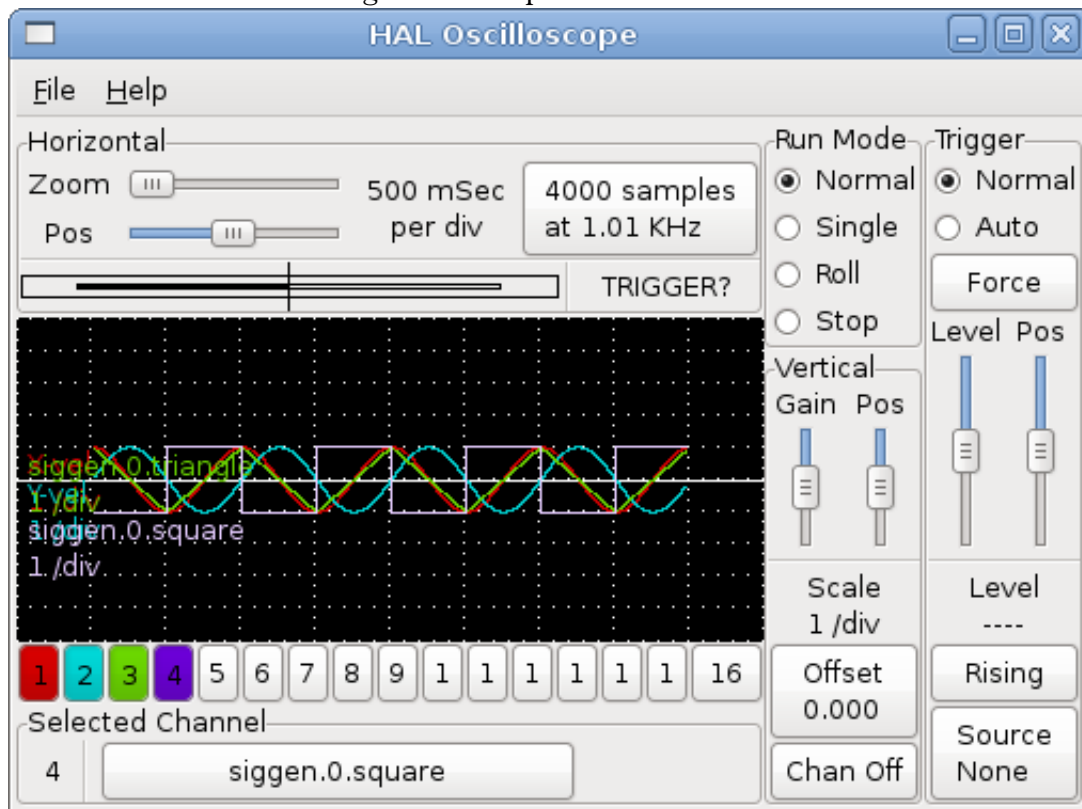 HAL Oscilloscope
File Help
Horizontal
Zoom
Pos
500 mSec
per div
4000 samples
at 1.01 KHz
TRIGGER?
Run Mode
Normal
Single
Roll
Stop
Trigger
Normal
Auto
Force
Level Pos
Vertical
Gain Pos
siggen.0.triangle
Y-vel
1 /div
siggen.0.square
1 /div
Scale
1 /div
Offset
0.000
Chan Off
Level
----
Rising
Source
None
1 2 3 4 5 6 7 8 9 1 1 1 1 1 1 16
Selected Channel
4 siggen.0.square